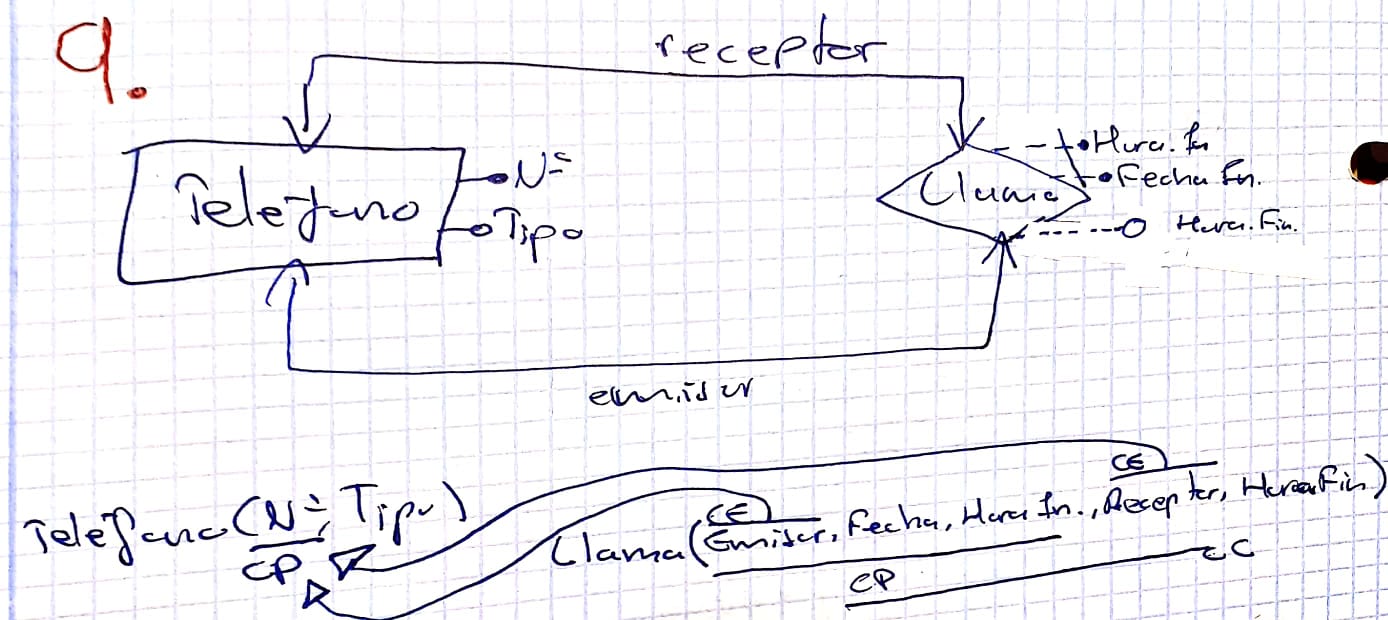 9.
receptor
Hora.In
Telefono
Nº
Llama
Fecha In.
Tipo
Hora.Fin.
emisor
CE
Telefono(Nº, Tipo)
CE
Llama(Emisor, Fecha, Hora In., Receptor, Hora Fin)
CP
CP